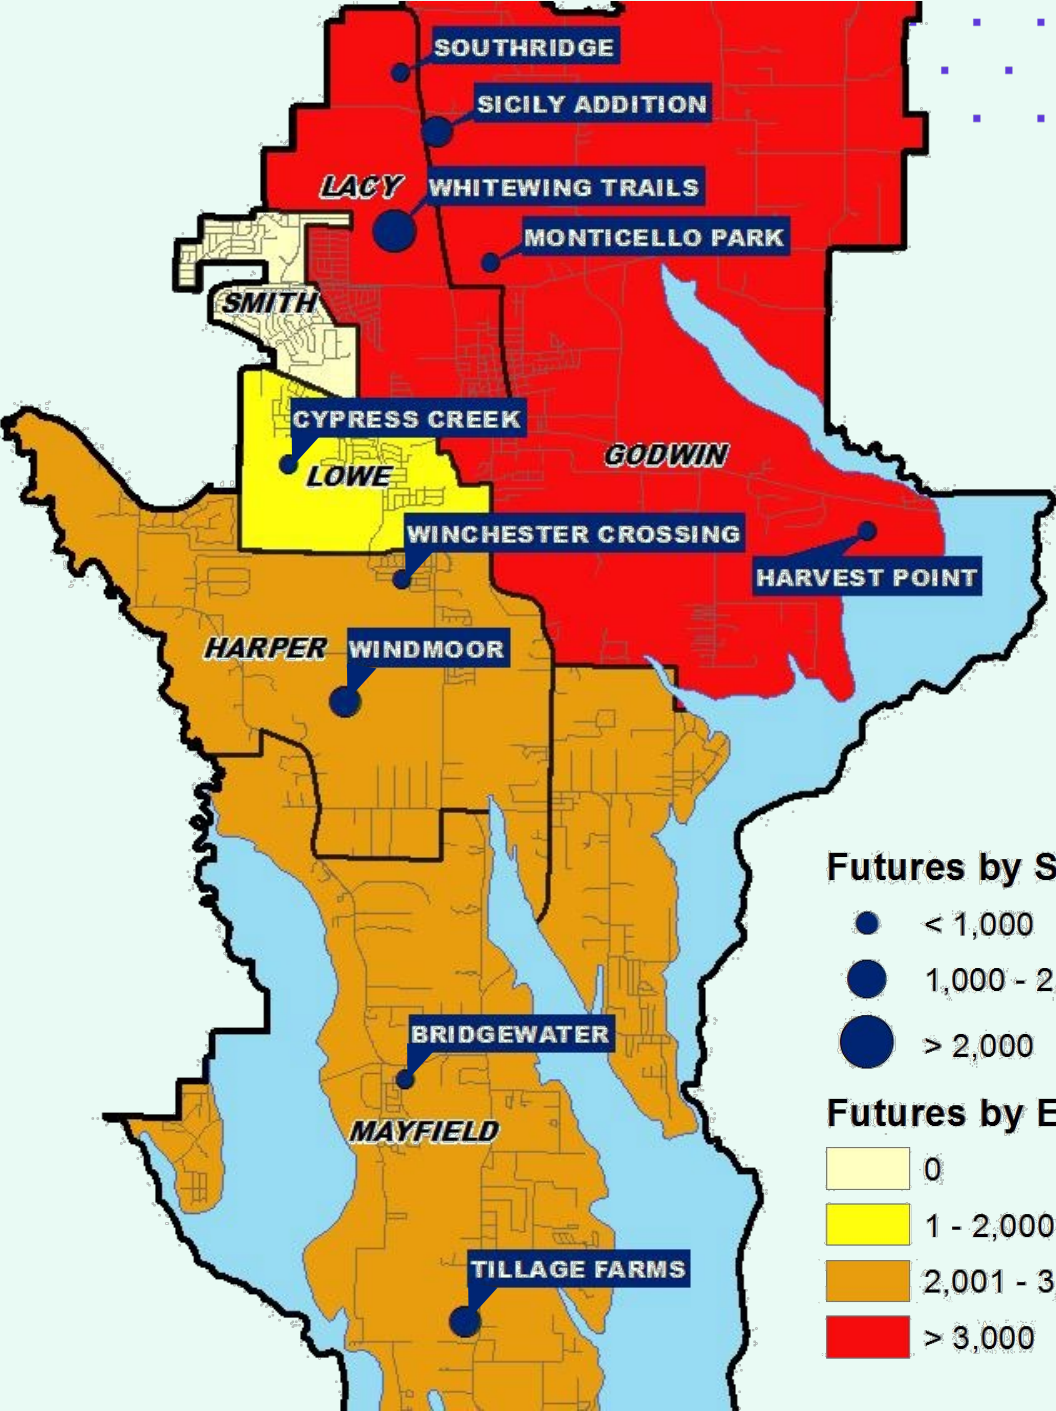 SOUTHRIDGE
SICILY ADDITION
LACY
WHITEWING TRAILS
MONTICELLO PARK
SMITH
CYPRESS CREEK
GODWIN
LOWE
WINCHESTER CROSSING
HARVEST POINT
HARPER
WINDMOOR
Futures by S
< 1,000
1,000 - 2,
> 2,000
BRIDGEWATER
MAYFIELD
Futures by E
0
1 - 2,000
2,001 - 3,
> 3,000
TILLAGE FARMS